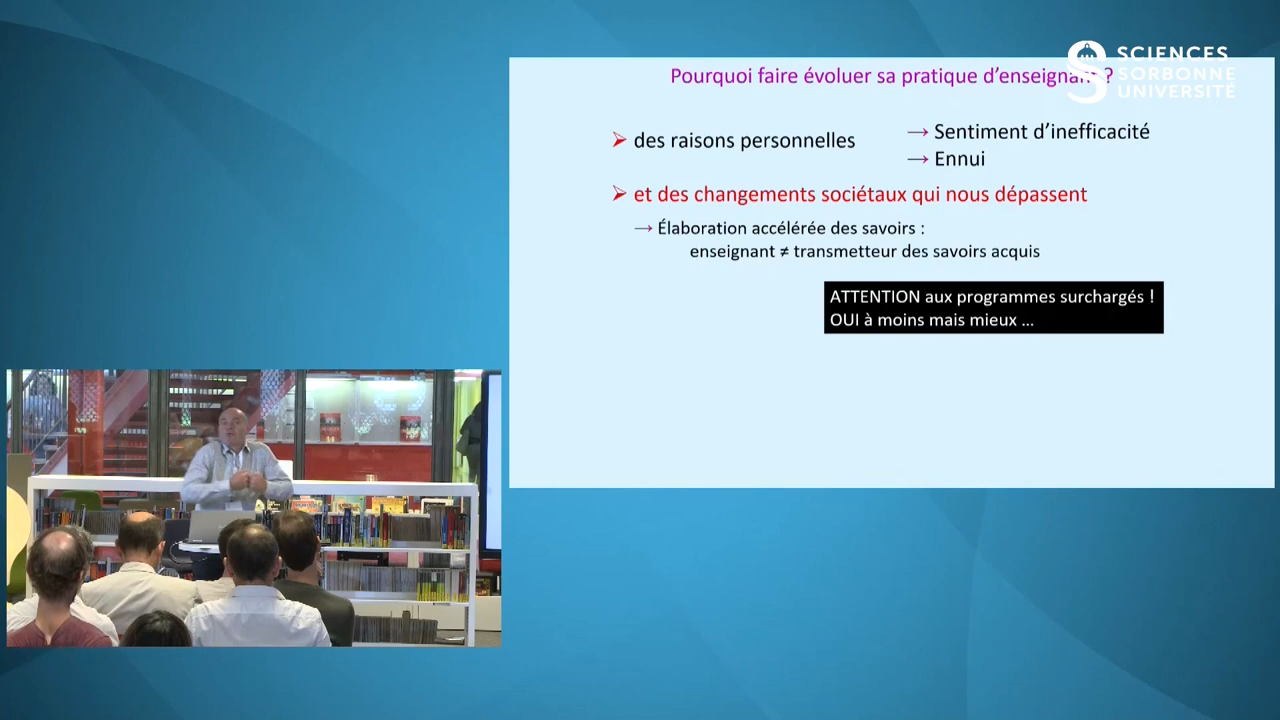 SCIENCES
SORBONNE
UNIVERSITÉ
Pourquoi faire évoluer sa pratique d'enseignant ?
➢ des raisons personnelles
→ Sentiment d'inefficacité
→ Ennui
➢ et des changements sociétaux qui nous dépassent
→ Élaboration accélérée des savoirs :
enseignant ≠ transmetteur des savoirs acquis
ATTENTION aux programmes surchargés !
OUI à moins mais mieux ...